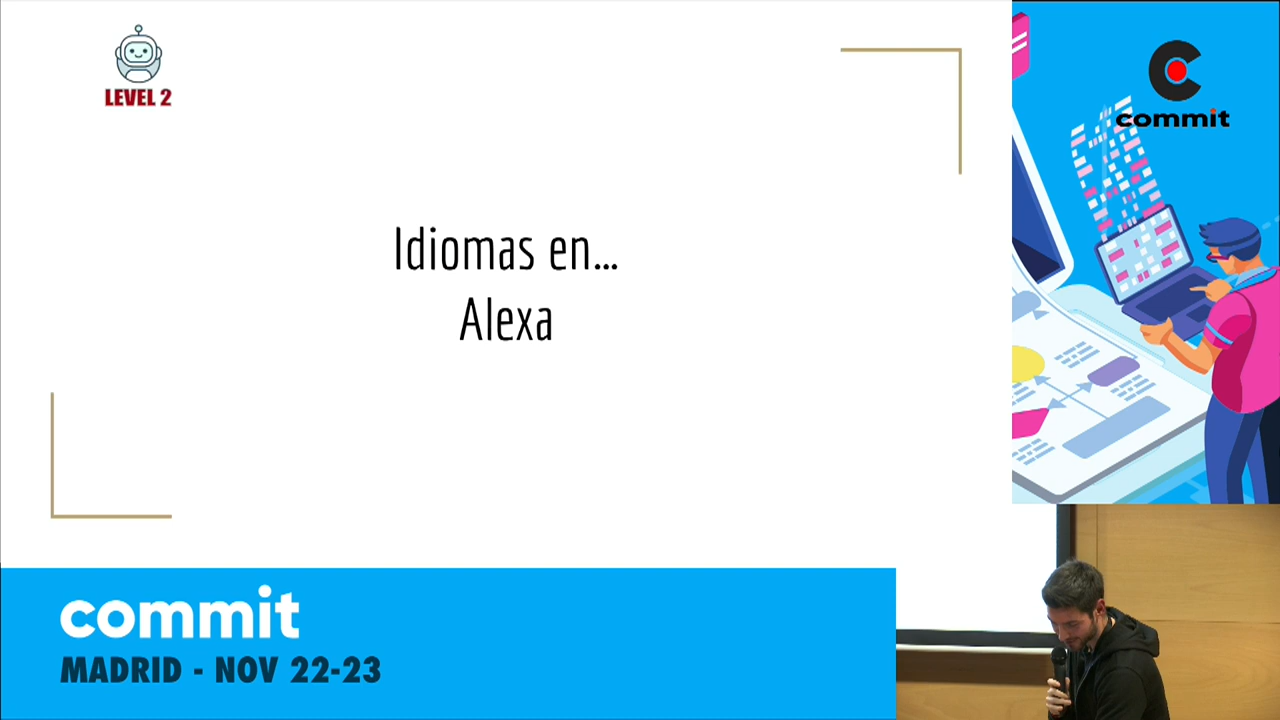 LEVEL 2
Idiomas en...
Alexa
commit
commit
MADRID - NOV 22-23